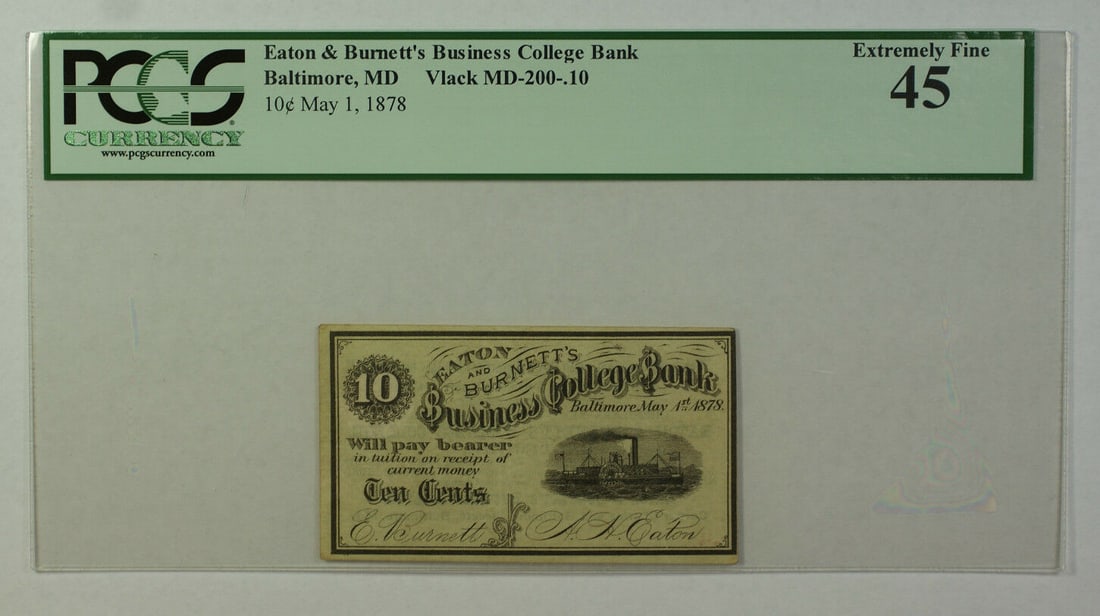 PCGS
CURRENCY
www.pcgscurrency.com
Eaton & Burnett's Business College Bank
Baltimore, MD Vlack MD-200-.10
10¢ May 1, 1878
Extremely Fine
45
10
EATON
AND
BURNETT'S
Business College Bank
Baltimore May 1st 1878.
Will pay bearer
in tuition on receipt of
current money
Ten Cents
E. Burnett
A. H. Eaton